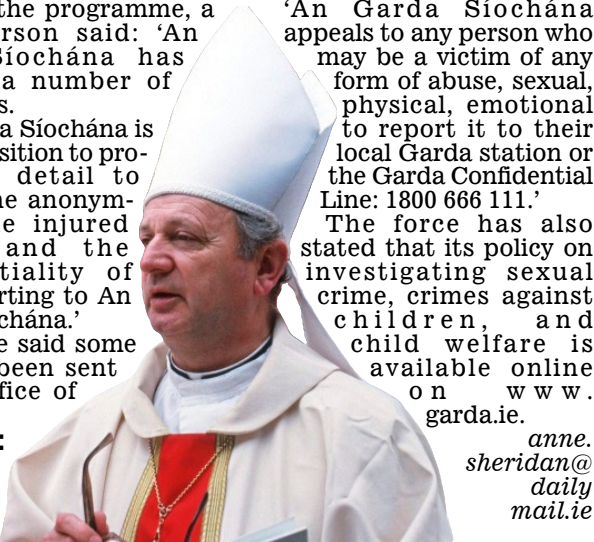 the programme, a
rson said: ‘An
Síochána has
a number of
s.
a Síochána is
sition to pro-
detail to
e anonym-
e injured
and the
tiality of
rting to An
chána.’
e said some
been sent
fice of
:
‘An Garda Síochána
appeals to any person who
may be a victim of any
form of abuse, sexual,
physical, emotional
to report it to their
local Garda station or
the Garda Confidential
Line: 1800 666 111.’
The force has also
stated that its policy on
investigating sexual
crime, crimes against
children, and
child welfare is
available online
on www.
garda.ie.
anne.
sheridan@
daily
mail.ie